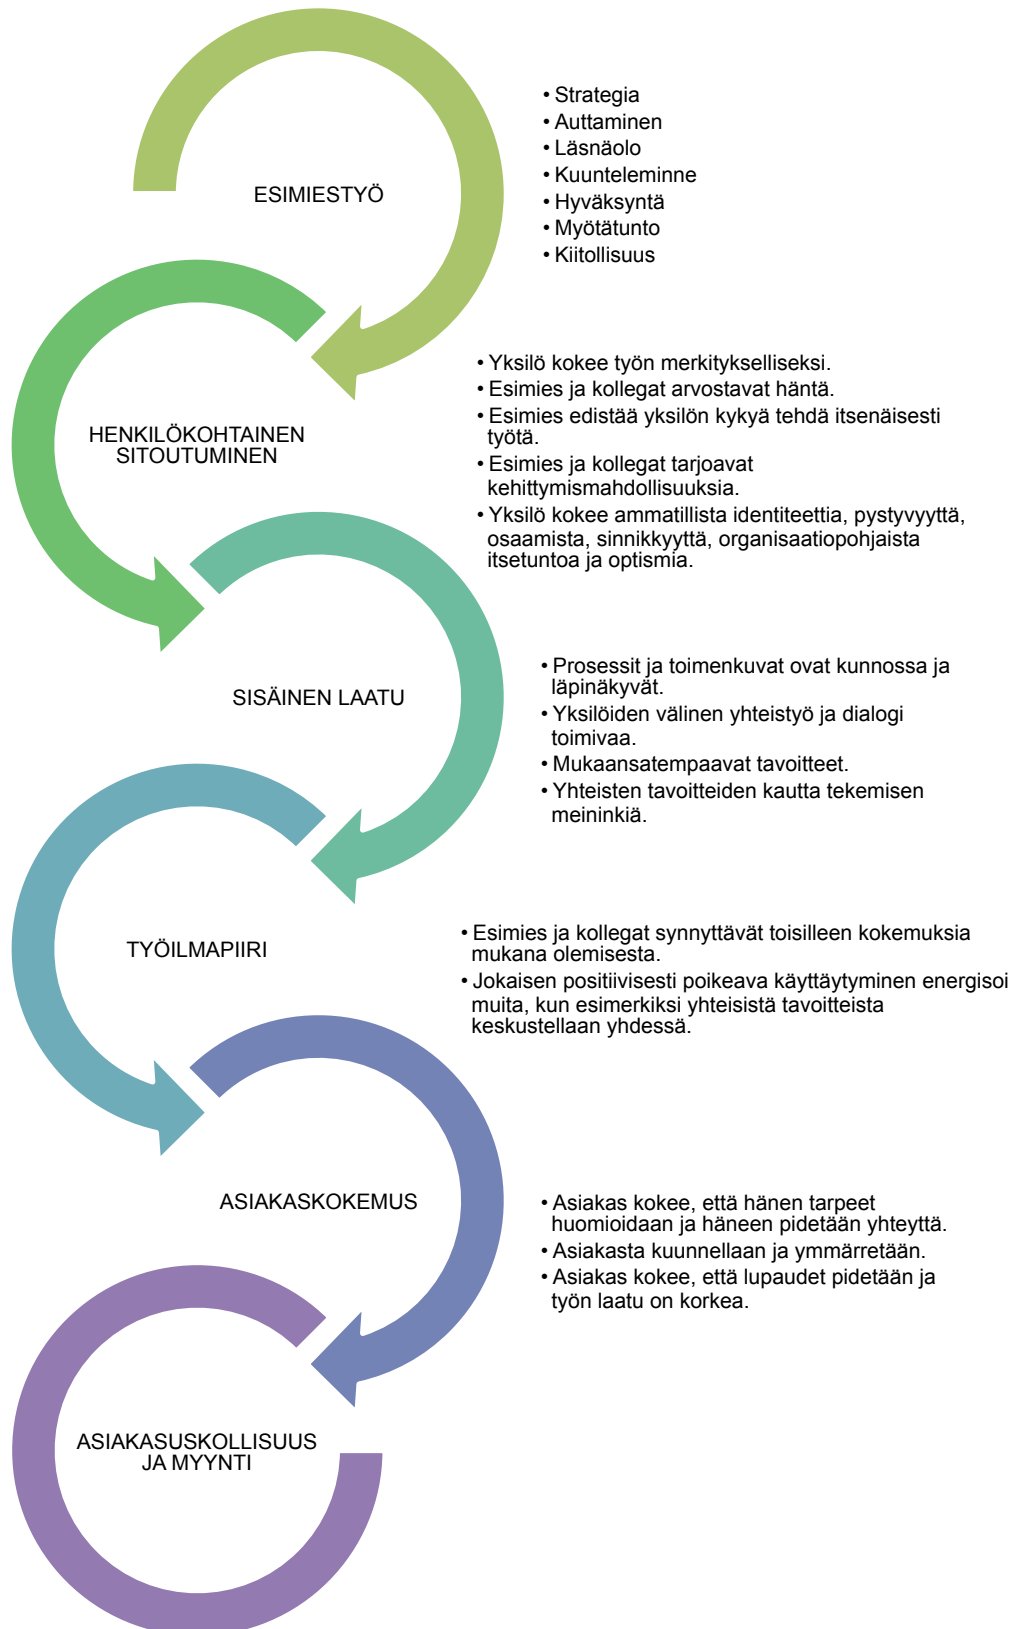 ESIMIESTYÖ
• Strategia
• Auttaminen
• Läsnäolo
• Kuunteleminne
• Hyväksyntä
• Myötätunto
• Kiitollisuus
HENKILÖKOHTAINEN
SITOUTUMINEN
• Yksilö kokee työn merkitykselliseksi.
• Esimies ja kollegat arvostavat häntä.
• Esimies edistää yksilön kykyä tehdä itsenäisesti
työtä.
• Esimies ja kollegat tarjoavat
kehittymismahdollisuuksia.
• Yksilö kokee ammatillista identiteettia, pystyvyyttä,
osaamista, sinnikkyyttä, organisaatiopohjaista
itsetuntoa ja optismia.
SISÄINEN LAATU
• Prosessit ja toimenkuvat ovat kunnossa ja
läpinäkyvät.
• Yksilöiden välinen yhteistyö ja dialogi
toimivaa.
• Mukaansatempaavat tavoitteet.
• Yhteisten tavoitteiden kautta tekemisen
meininkiä.
TYÖILMAPIIRI
• Esimies ja kollegat synnyttävät toisilleen kokemuksia
mukana olemisesta.
• Jokaisen positiivisesti poikeava käyttäytyminen energisoi
muita, kun esimerkiksi yhteisistä tavoitteista
keskustellaan yhdessä.
ASIAKASKOKEMUS
• Asiakas kokee, että hänen tarpeet
huomioidaan ja häneen pidetään yhteyttä.
• Asiakasta kuunnellaan ja ymmärretään.
• Asiakas kokee, että lupaudet pidetään ja
työn laatu on korkea.
ASIAKASUSKOLLISUUS
JA MYYNTI